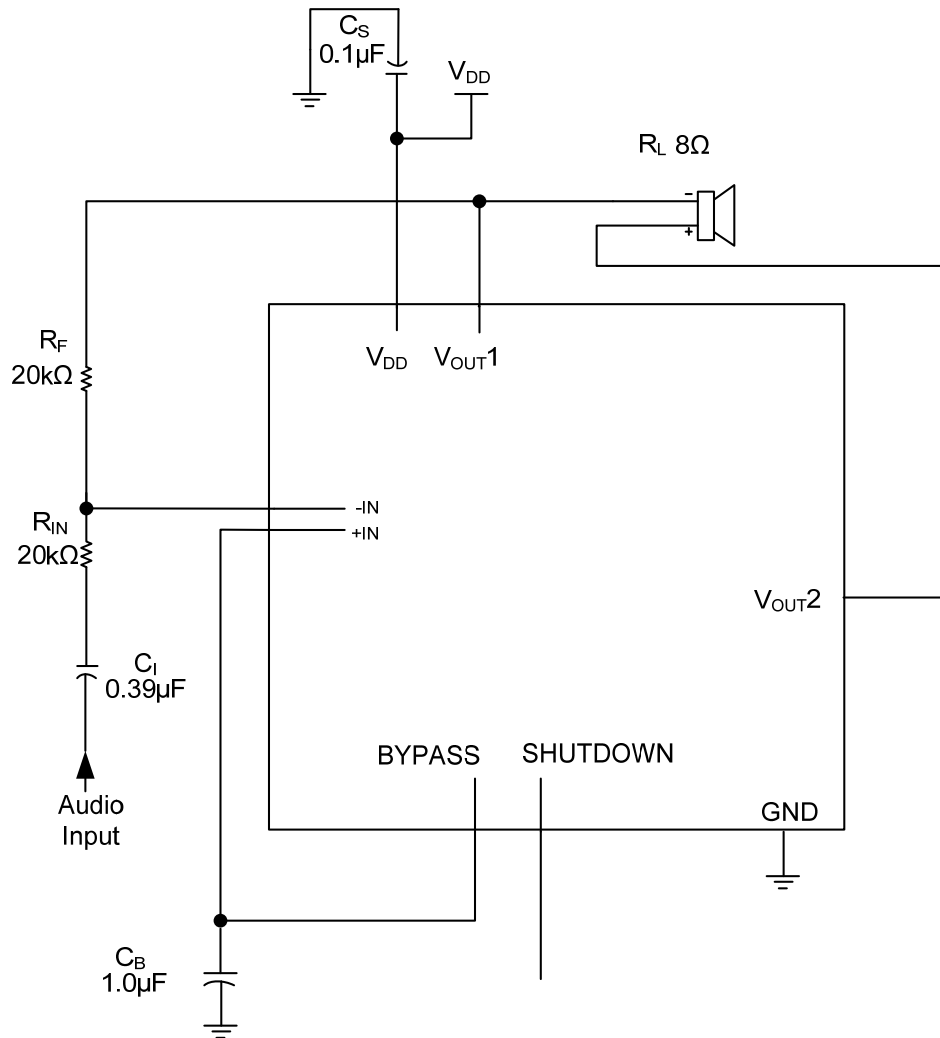 CS
0.1µF
VDD
RL 8Ω
-
+
VDD
VOUT1
RF
20kΩ
-IN
+IN
RIN
20kΩ
VOUT2
CI
0.39µF
BYPASS
SHUTDOWN
Audio
Input
GND
CB
1.0µF